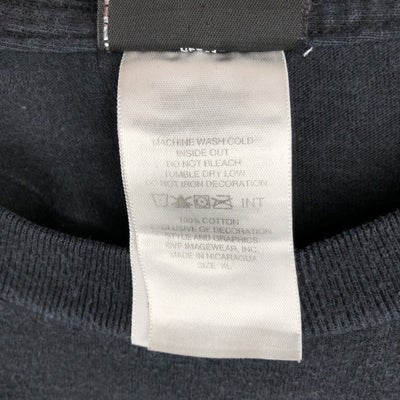 MACHINE WASH COLD
INSIDE OUT
DO NOT BLEACH
TUMBLE DRY LOW
DO NOT IRON DECORATION
INT
100% COTTON
EXCLUSIVE OF DECORATION
STYLE AND GRAPHICS
IMAGEWEAR, INC.
MADE IN NICARAGUA
SIZE: XL